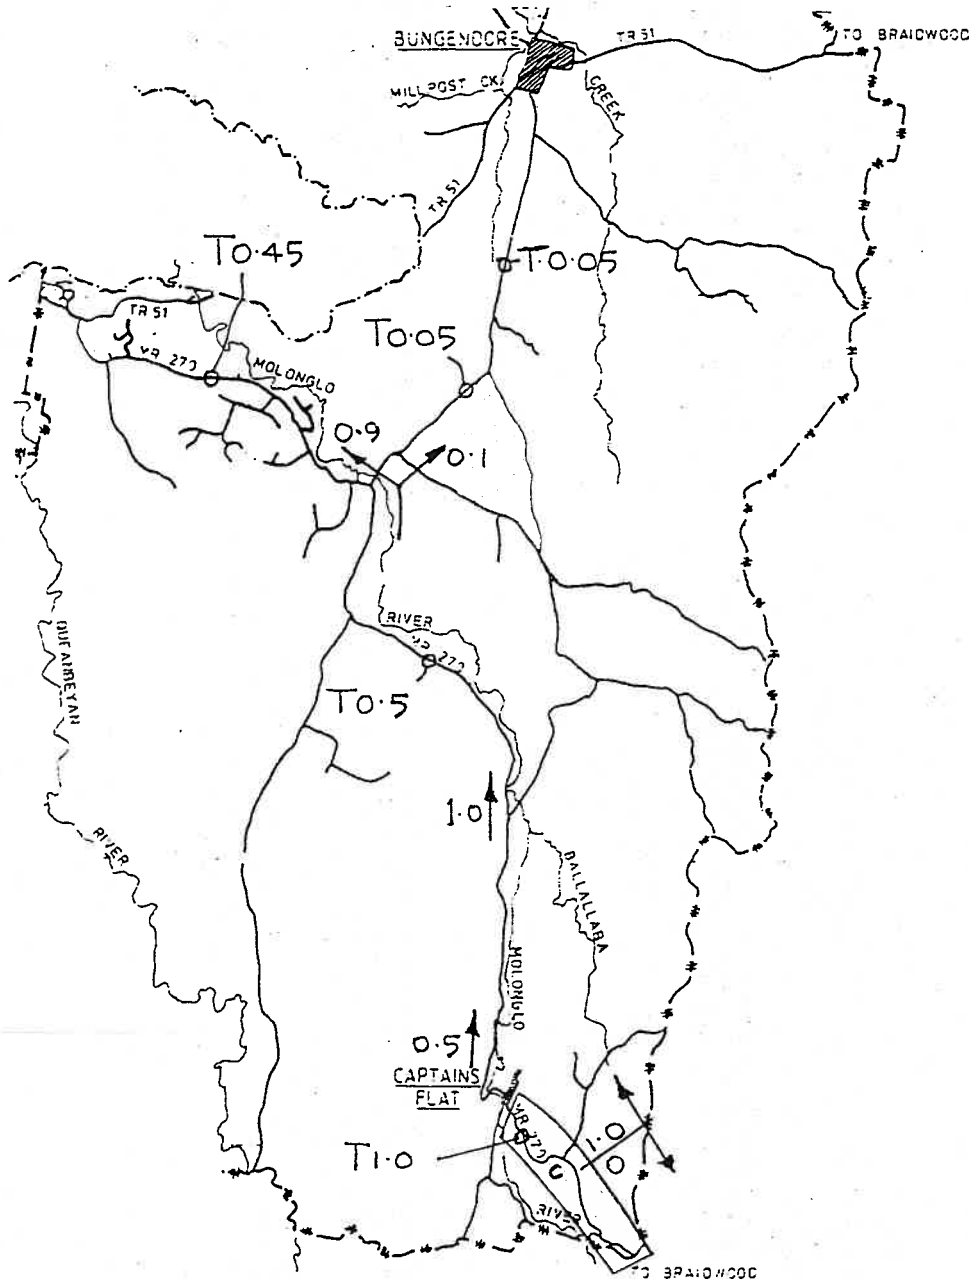 BUNGENDORE
TR 51
TO BRAIDWOOD
MILLPOST CK
CREEK
TR 51
T0.45
T0.05
TR 51
T0.05
MR 270
MOLONGLO
0.9
0.1
RIVER
MR 270
QUEANBEYAN
T0.5
1.0
RIVER
BALLALLABA
MOLONGLO
0.5
CAPTAINS
FLAT
MR 270
1.0
0
T1.0
C
RIVER
TO BRAIDWOOD